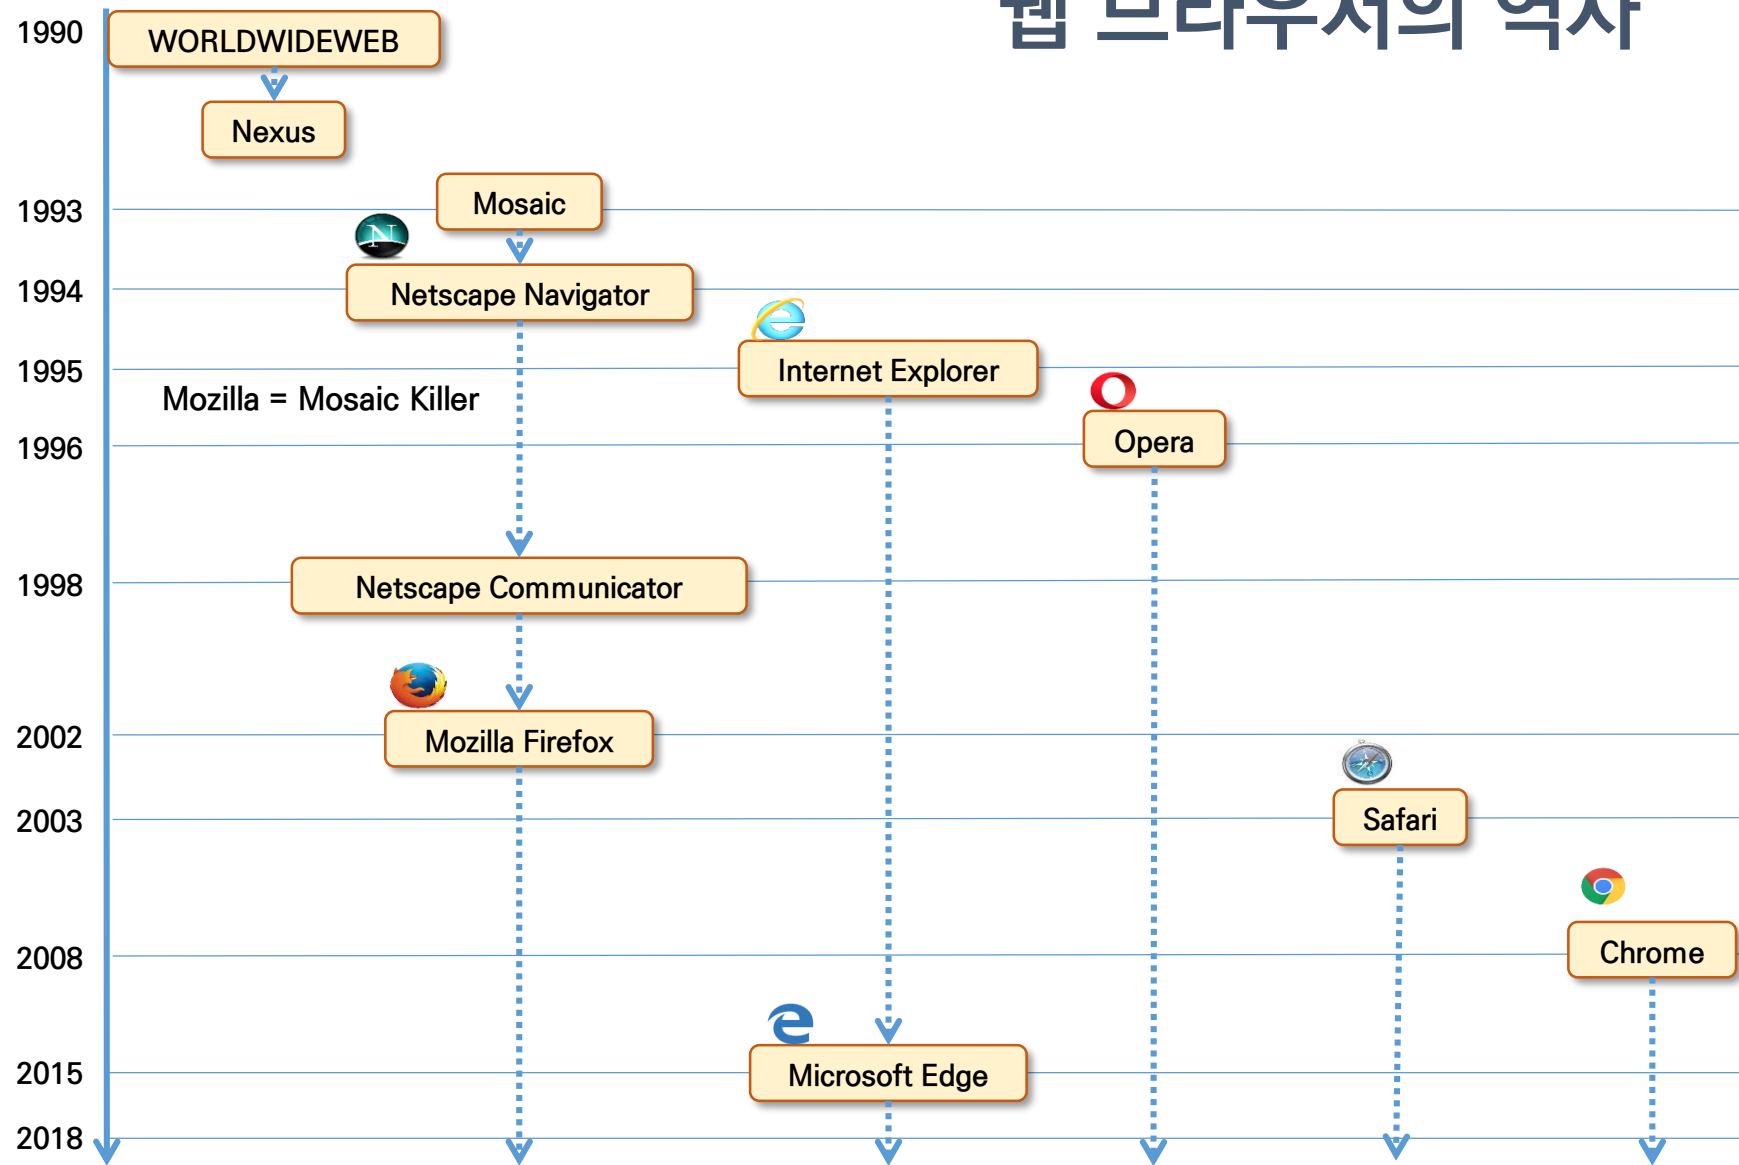 웹 브라우저의 역사
1990
WORLDWIDEWEB
Nexus
1993
Mosaic
N
1994
Netscape Navigator
1995
Internet Explorer
Mozilla = Mosaic Killer
1996
Opera
1998
Netscape Communicator
2002
Mozilla Firefox
2003
Safari
2008
Chrome
2015
Microsoft Edge
2018